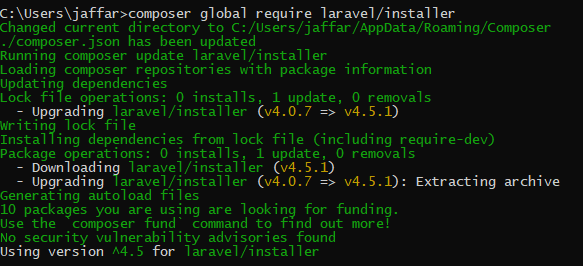 C:\Users\jaffar>composer global require laravel/installer
Changed current directory to C:/Users/jaffar/AppData/Roaming/Composer
./composer.json has been updated
Running composer update laravel/installer
Loading composer repositories with package information
Updating dependencies
Lock file operations: 0 installs, 1 update, 0 removals
  - Upgrading laravel/installer (v4.0.7 => v4.5.1)
Writing lock file
Installing dependencies from lock file (including require-dev)
Package operations: 0 installs, 1 update, 0 removals
  - Downloading laravel/installer (v4.5.1)
  - Upgrading laravel/installer (v4.0.7 => v4.5.1): Extracting archive
Generating autoload files
10 packages you are using are looking for funding.
Use the `composer fund` command to find out more!
No security vulnerability advisories found
Using version ^4.5 for laravel/installer